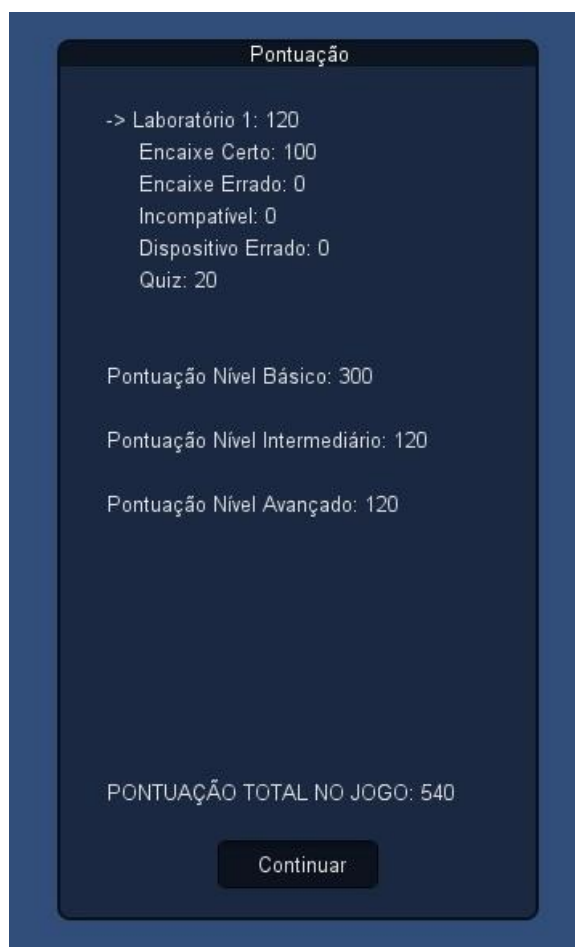 Pontuação
-> Laboratório 1: 120
Encaixe Certo: 100
Encaixe Errado: 0
Incompatível: 0
Dispositivo Errado: 0
Quiz: 20
Pontuação Nível Básico: 300
Pontuação Nível Intermediário: 120
Pontuação Nível Avançado: 120
PONTUAÇÃO TOTAL NO JOGO: 540
Continuar